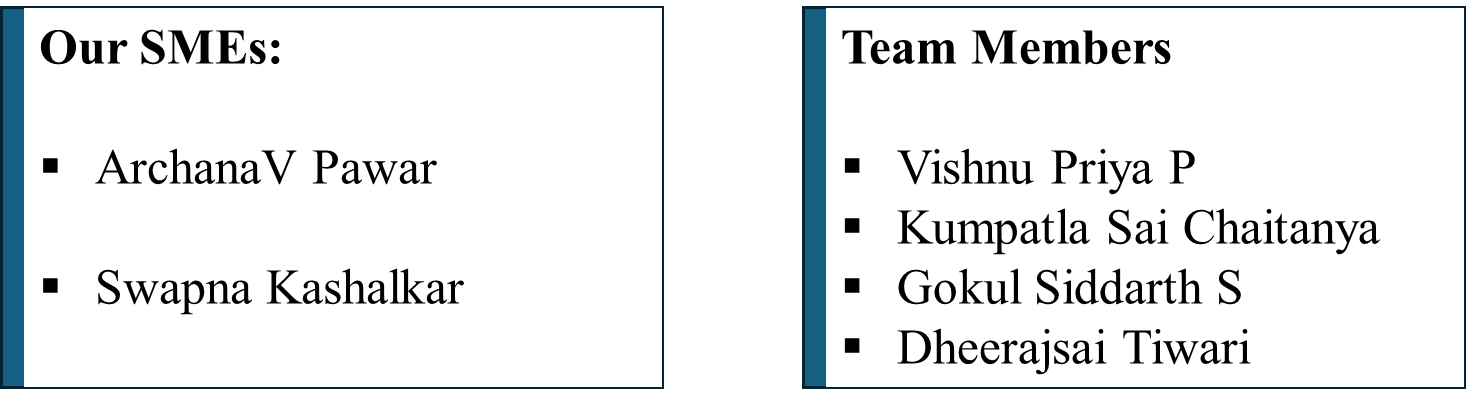 Our SMEs:
▪ ArchanaV Pawar
▪ Swapna Kashalkar
Team Members
▪ Vishnu Priya P
▪ Kumpatla Sai Chaitanya
▪ Gokul Siddarth S
▪ Dheerajsai Tiwari